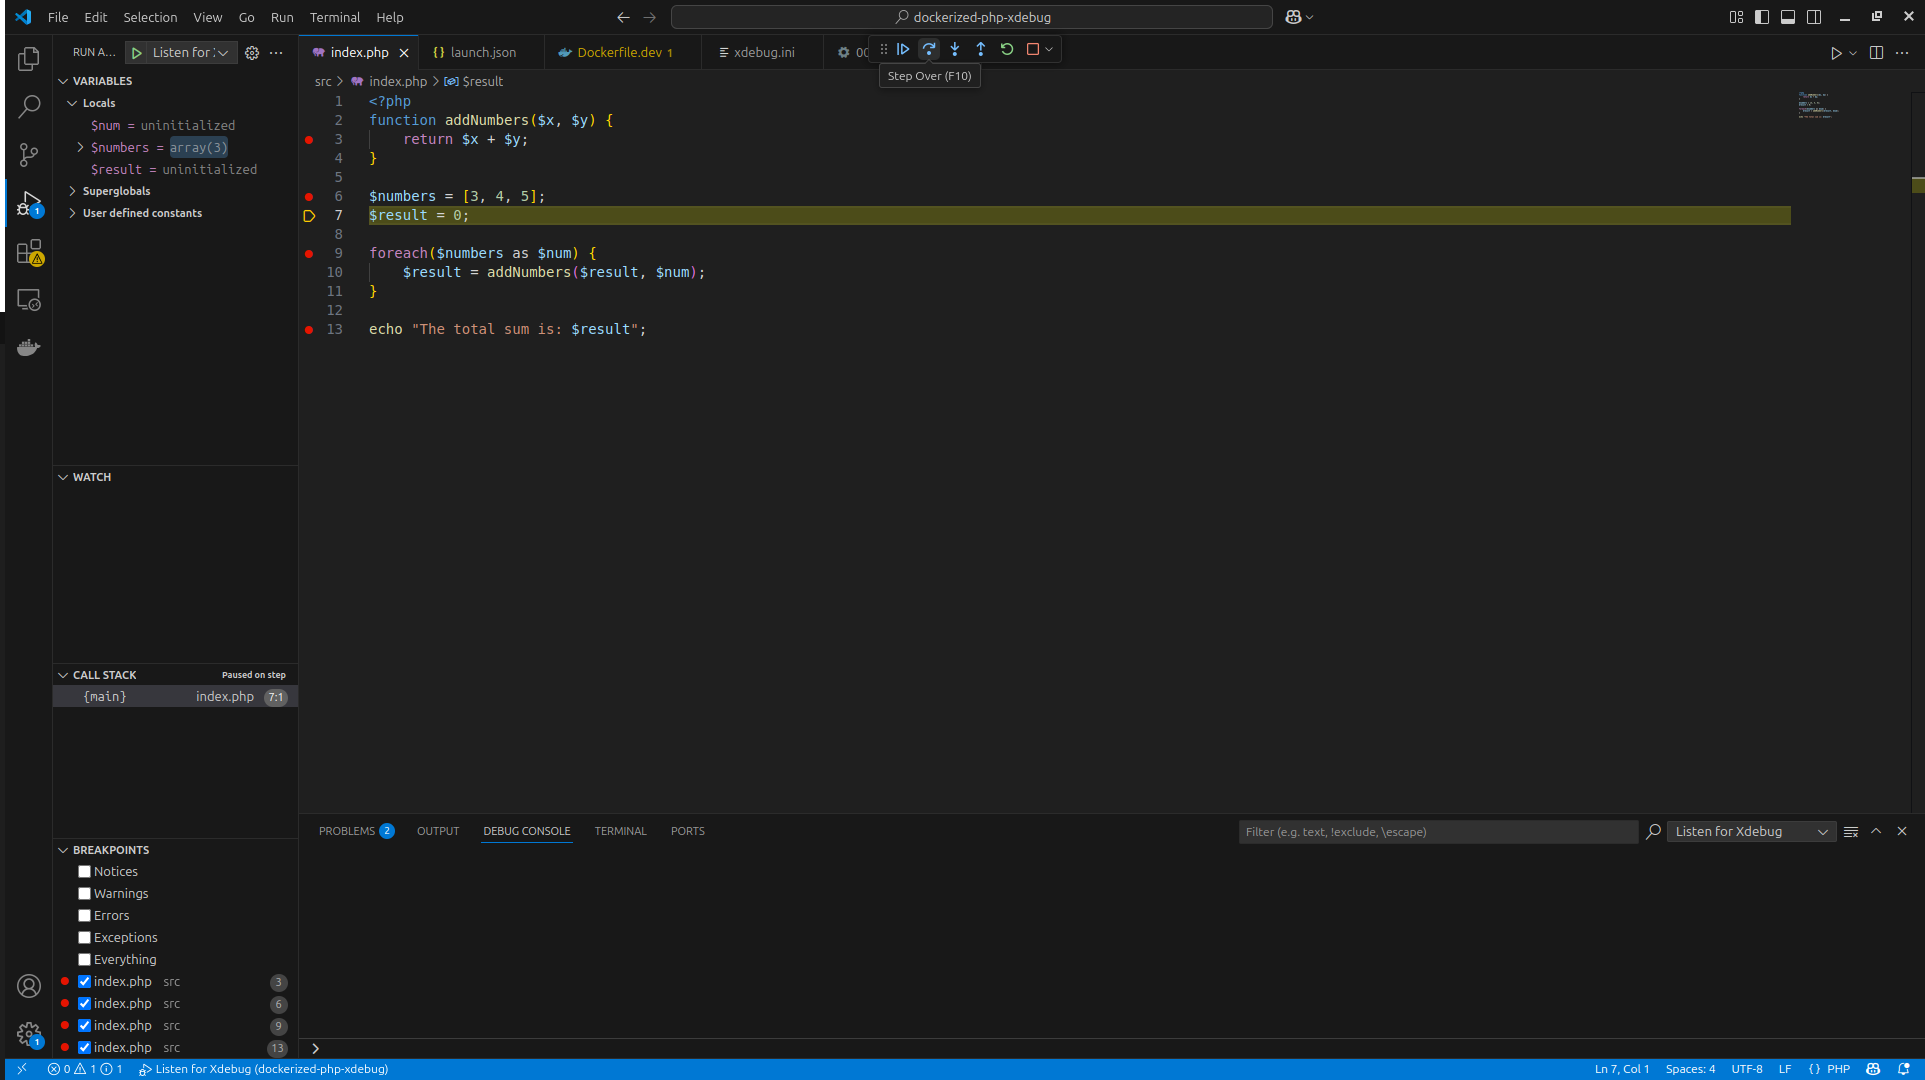 File Edit Selection View Go Run Terminal Help
dockerized-php-xdebug
RUN A... Listen for :
index.php
launch.json
Dockerfile.dev 1
xdebug.ini
00
Step Over (F10)
src > index.php > $result
VARIABLES
Locals
$num = uninitialized
$numbers = array(3)
$result = uninitialized
Superglobals
User defined constants
1 <?php
2 function addNumbers($x, $y) {
3 return $x + $y;
4 }
5
6 $numbers = [3, 4, 5];
7 $result = 0;
8
9 foreach($numbers as $num) {
10 $result = addNumbers($result, $num);
11 }
12
13 echo "The total sum is: $result";
WATCH
CALL STACK Paused on step
{main} index.php 7:1
BREAKPOINTS
Notices
Warnings
Errors
Exceptions
Everything
index.php src 3
index.php src 6
index.php src 9
index.php src 13
1
1
PROBLEMS 2 OUTPUT DEBUG CONSOLE TERMINAL PORTS
Filter (e.g. text, !exclude, \escape)
Listen for Xdebug
>
0 1 1 Listen for Xdebug (dockerized-php-xdebug)
Ln 7, Col 1 Spaces: 4 UTF-8 LF {} PHP